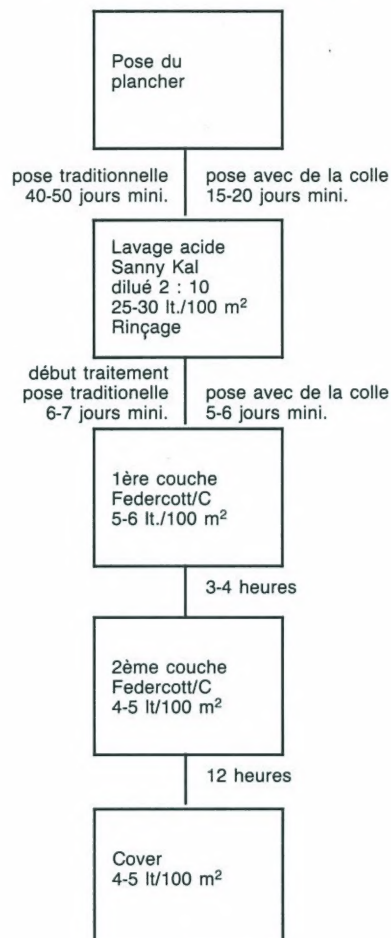 Pose du
plancher
pose traditionnelle
40-50 jours mini.
pose avec de la colle
15-20 jours mini.
Lavage acide
Sanny Kal
dilué 2 : 10
25-30 lt./100 m²
Rinçage
début traitement
pose traditionelle
6-7 jours mini.
pose avec de la colle
5-6 jours mini.
1ère couche
Federcott/C
5-6 lt./100 m²
3-4 heures
2ème couche
Federcott/C
4-5 lt/100 m²
12 heures
Cover
4-5 lt/100 m²